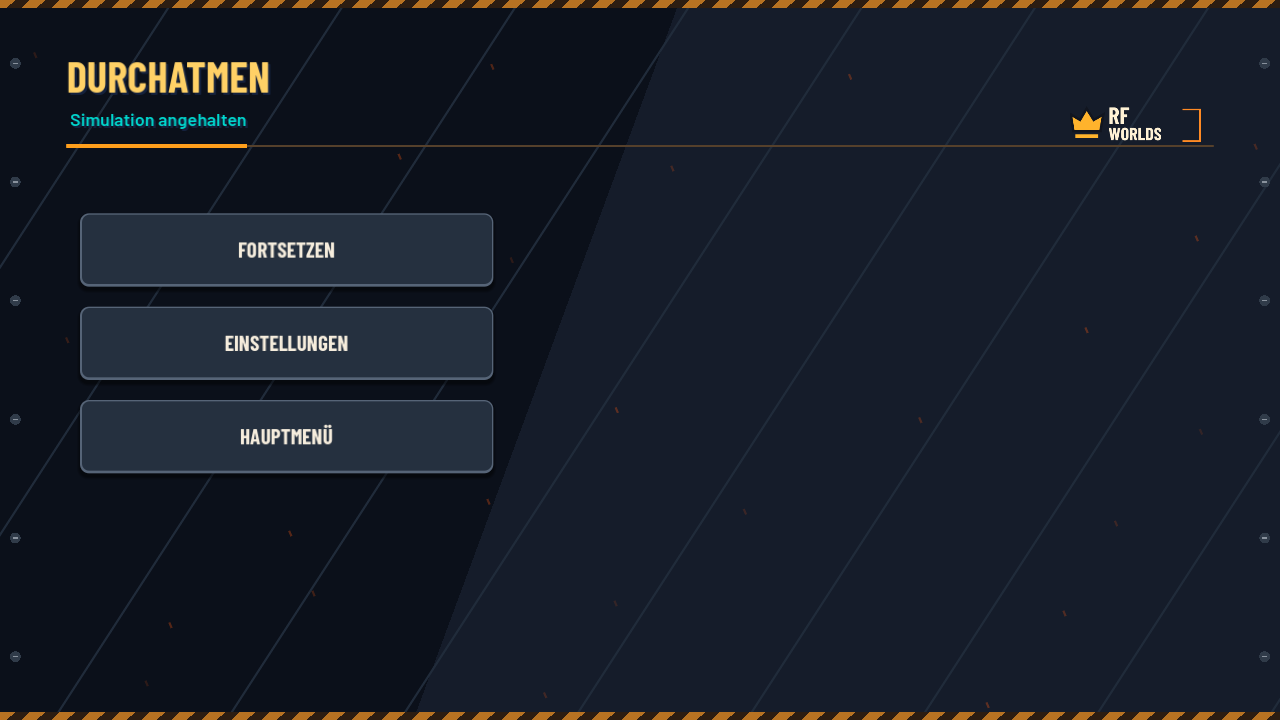 DURCHATMEN
Simulation angehalten
RF
WORLDS
FORTSETZEN
EINSTELLUNGEN
HAUPTMENÜ